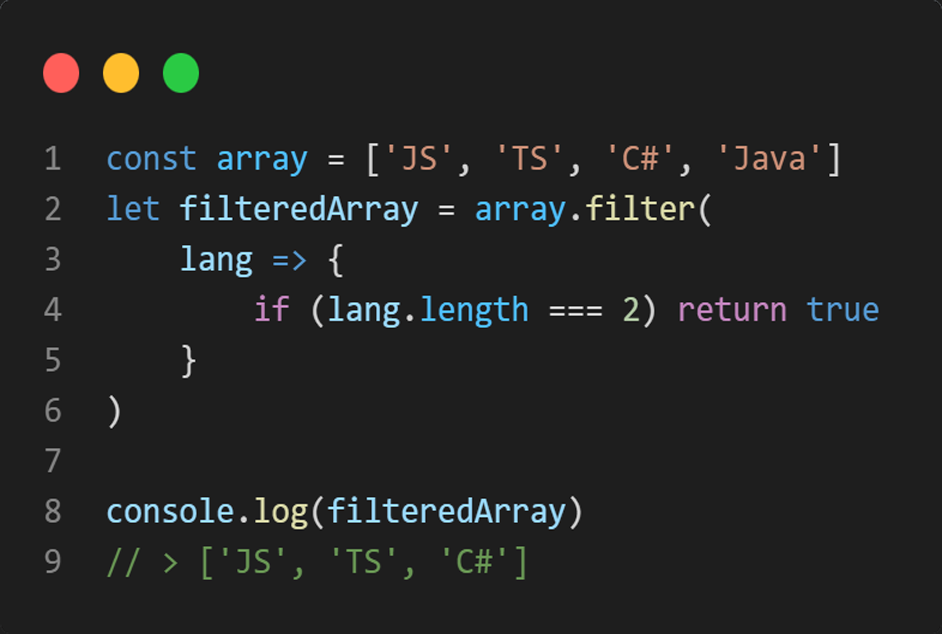 1 const array = ['JS', 'TS', 'C#', 'Java']
2 let filteredArray = array.filter(
3     lang => {
4         if (lang.length === 2) return true
5     }
6 )
7
8 console.log(filteredArray)
9 // > ['JS', 'TS', 'C#']